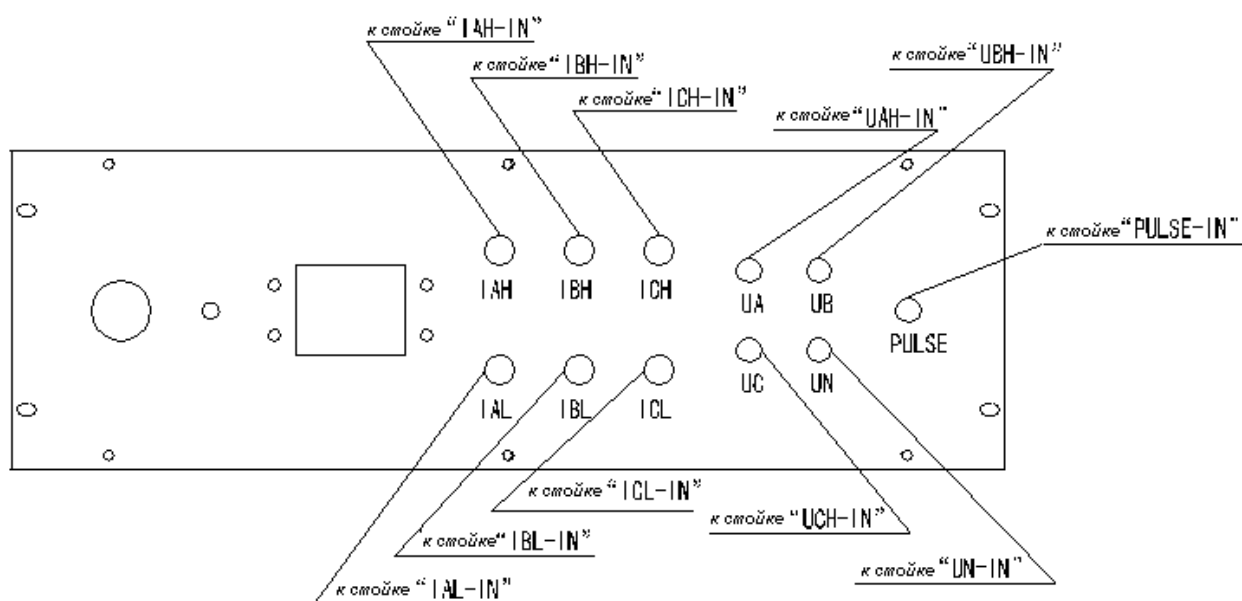 к стойке “IAH-IN”
к стойке “IBH-IN”
к стойке “UBH-IN”
к стойке “ICH-IN”
к стойке “UAH-IN”
к стойке “PULSE-IN”
IAH IBH ICH UA UB
PULSE
IAL IBL ICL UC UN
к стойке “ICL-IN”
к стойке “UCH-IN”
к стойке “IBL-IN”
к стойке “UN-IN”
к стойке “IAL-IN”